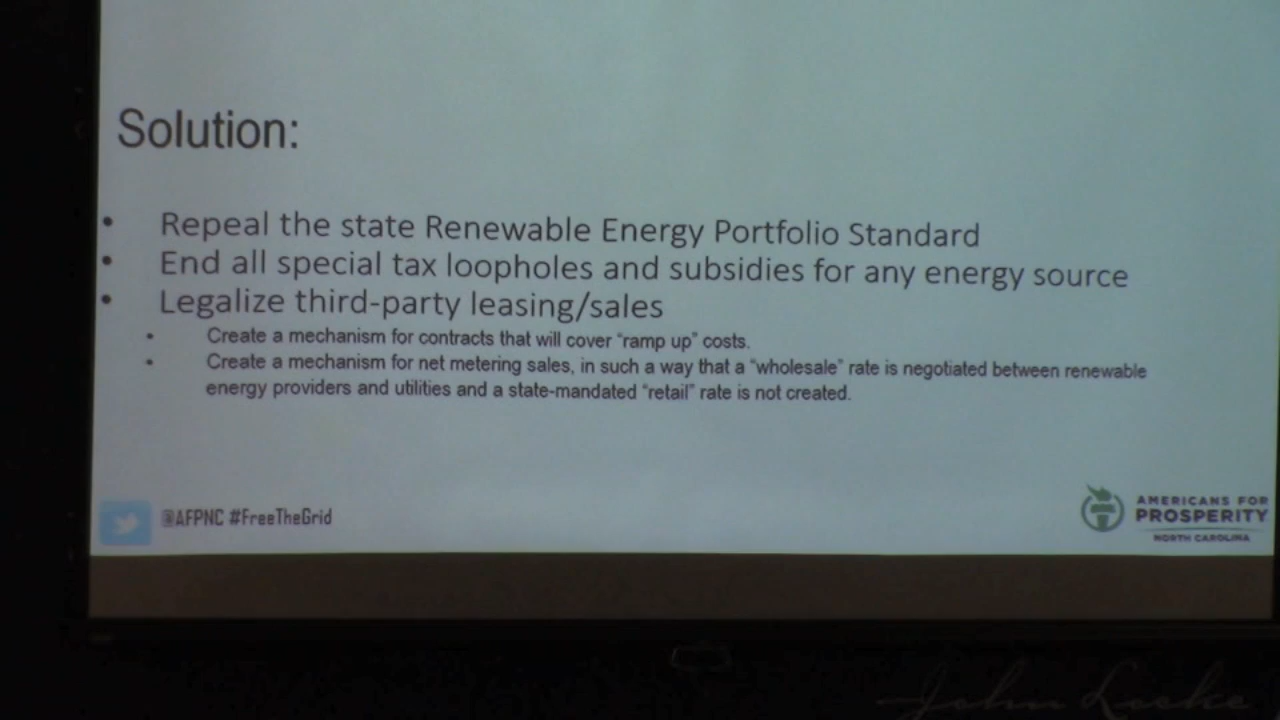 Solution:
• Repeal the state Renewable Energy Portfolio Standard
• End all special tax loopholes and subsidies for any energy source
• Legalize third-party leasing/sales
• Create a mechanism for contracts that will cover “ramp up” costs.
• Create a mechanism for net metering sales, in such a way that a “wholesale” rate is negotiated between renewable
energy providers and utilities and a state-mandated “retail” rate is not created.
@AFPNC #FreeTheGrid
AMERICANS FOR
PROSPERITY
NORTH CAROLINA
John Locke